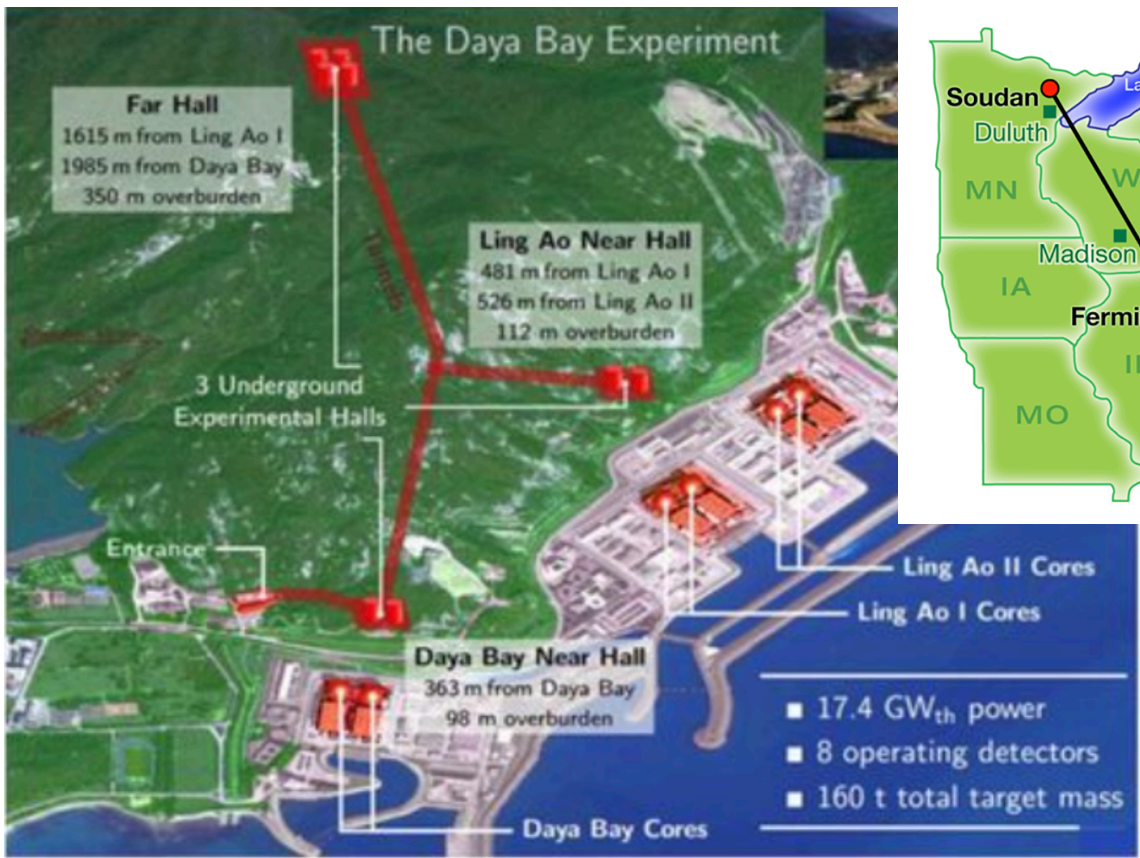 The Daya Bay Experiment
Far Hall
1615 m from Ling Ao I
1985 m from Daya Bay
350 m overburden
Tunnels
Ling Ao Near Hall
481 m from Ling Ao I
526 m from Ling Ao II
112 m overburden
3 Underground
Experimental Halls
Entrance
Daya Bay Near Hall
363 m from Daya Bay
98 m overburden
Ling Ao II Cores
Ling Ao I Cores
Daya Bay Cores
■ 17.4 GWth power
■ 8 operating detectors
■ 160 t total target mass
Soudan
Duluth
La
MN
W
Madison
IA
Fermi
MO